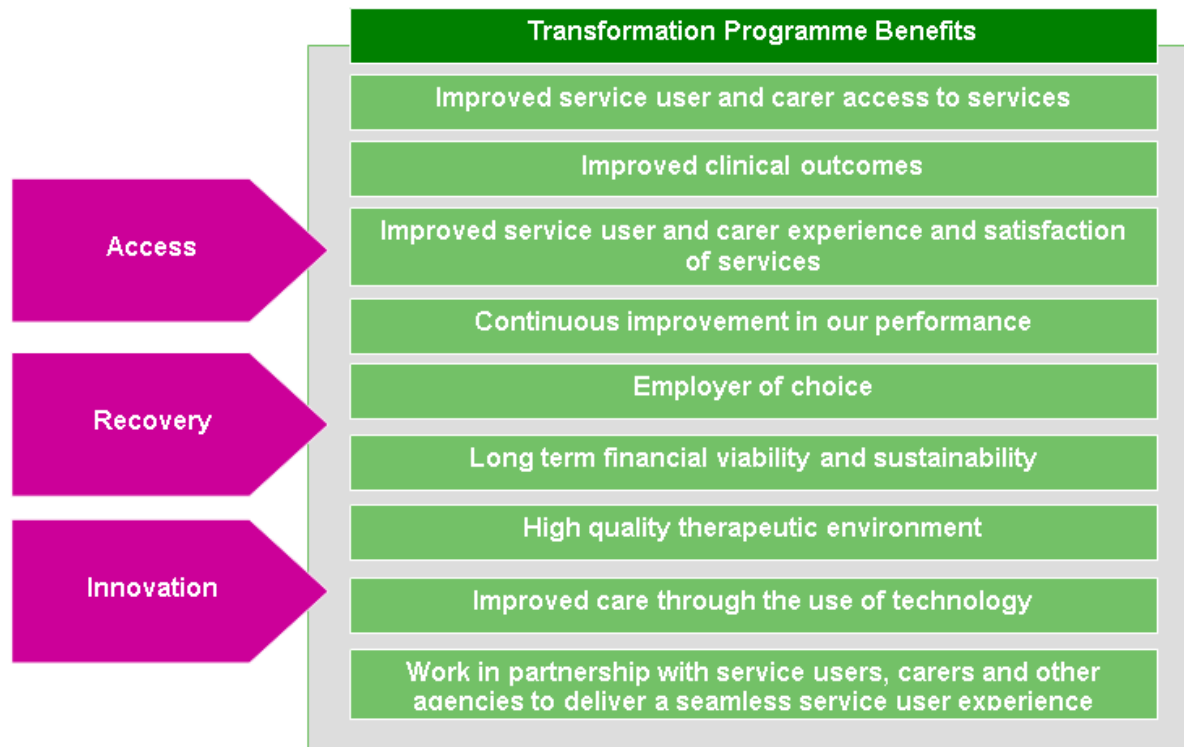 Transformation Programme Benefits
Improved service user and carer access to services
Improved clinical outcomes
Access
Improved service user and carer experience and satisfaction
of services
Continuous improvement in our performance
Recovery
Employer of choice
Long term financial viability and sustainability
High quality therapeutic environment
Innovation
Improved care through the use of technology
Work in partnership with service users, carers and other
agencies to deliver a seamless service user experience